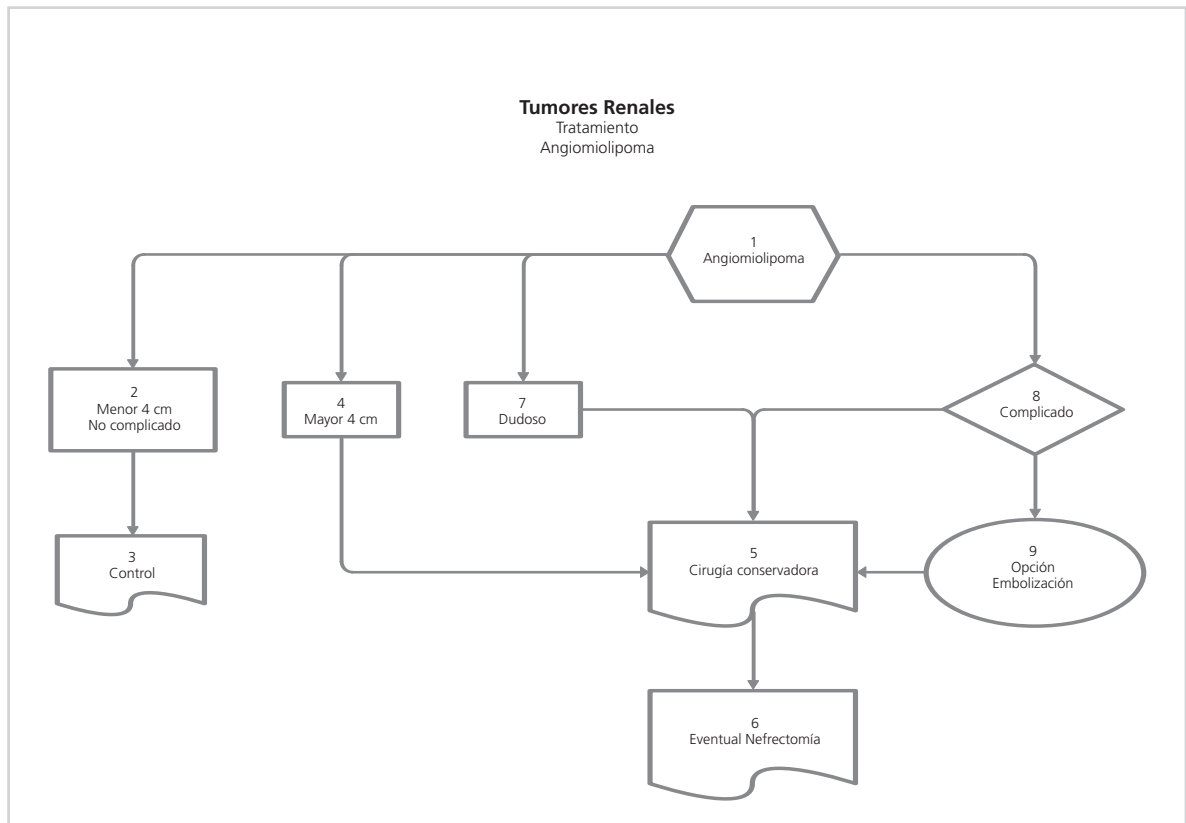 Tumores Renales
Tratamiento
Angiomiolipoma
1
Angiomiolipoma
2
Menor 4 cm
No complicado
4
Mayor 4 cm
7
Dudoso
8
Complicado
3
Control
5
Cirugía conservadora
9
Opción
Embolización
6
Eventual Nefrectomía